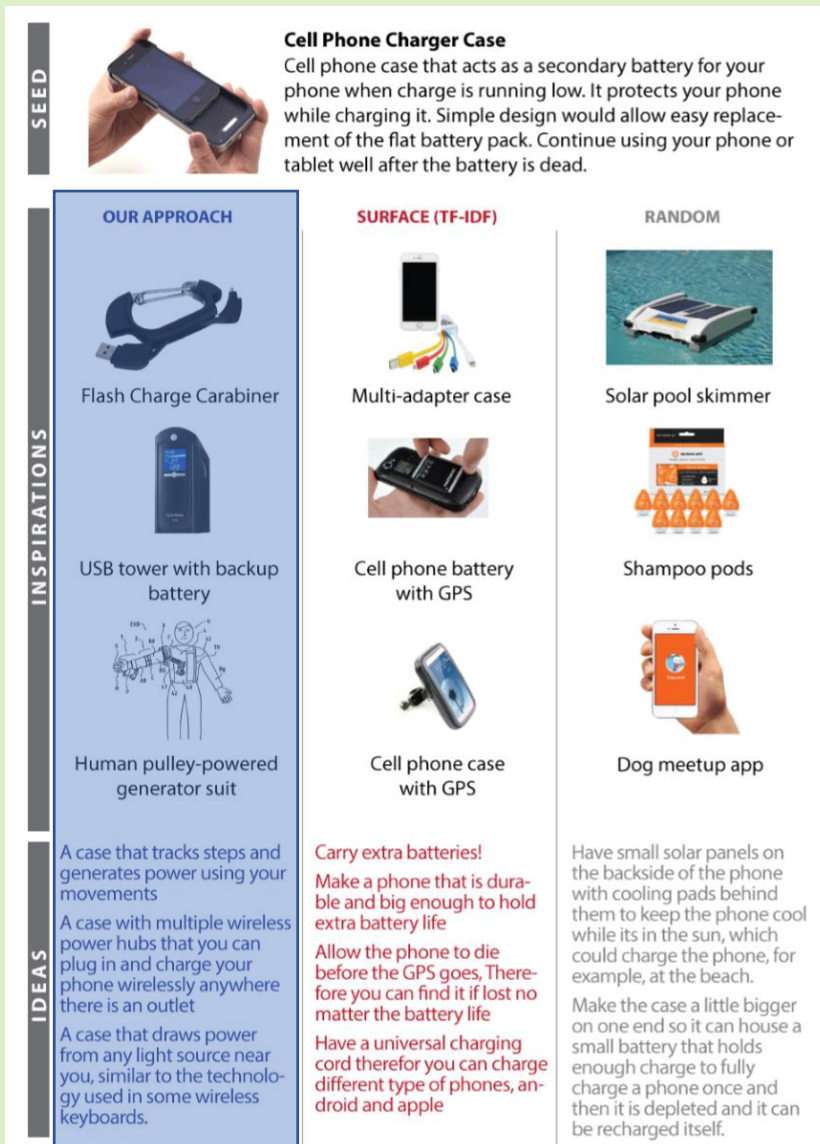 SEED
Cell Phone Charger Case
Cell phone case that acts as a secondary battery for your
phone when charge is running low. It protects your phone
while charging it. Simple design would allow easy replace-
ment of the flat battery pack. Continue using your phone or
tablet well after the battery is dead.
INSPIRATIONS
OUR APPROACH
Flash Charge Carabiner
USB tower with backup
battery
Human pulley-powered
generator suit
SURFACE (TF-IDF)
Multi-adapter case
Cell phone battery
with GPS
Cell phone case
with GPS
RANDOM
Solar pool skimmer
Shampoo pods
Dog meetup app
IDEAS
A case that tracks steps and
generates power using your
movements
A case with multiple wireless
power hubs that you can
plug in and charge your
phone wirelessly anywhere
there is an outlet
A case that draws power
from any light source near
you, similar to the technolo-
gy used in some wireless
keyboards.
Carry extra batteries!
Make a phone that is dura-
ble and big enough to hold
extra battery life
Allow the phone to die
before the GPS goes, There-
fore you can find it if lost no
matter the battery life
Have a universal charging
cord therefor you can charge
different type of phones, an-
droid and apple
Have small solar panels on
the backside of the phone
with cooling pads behind
them to keep the phone cool
while its in the sun, which
could charge the phone, for
example, at the beach.
Make the case a little bigger
on one end so it can house a
small battery that holds
enough charge to fully
charge a phone once and
then it is depleted and it can
be recharged itself.